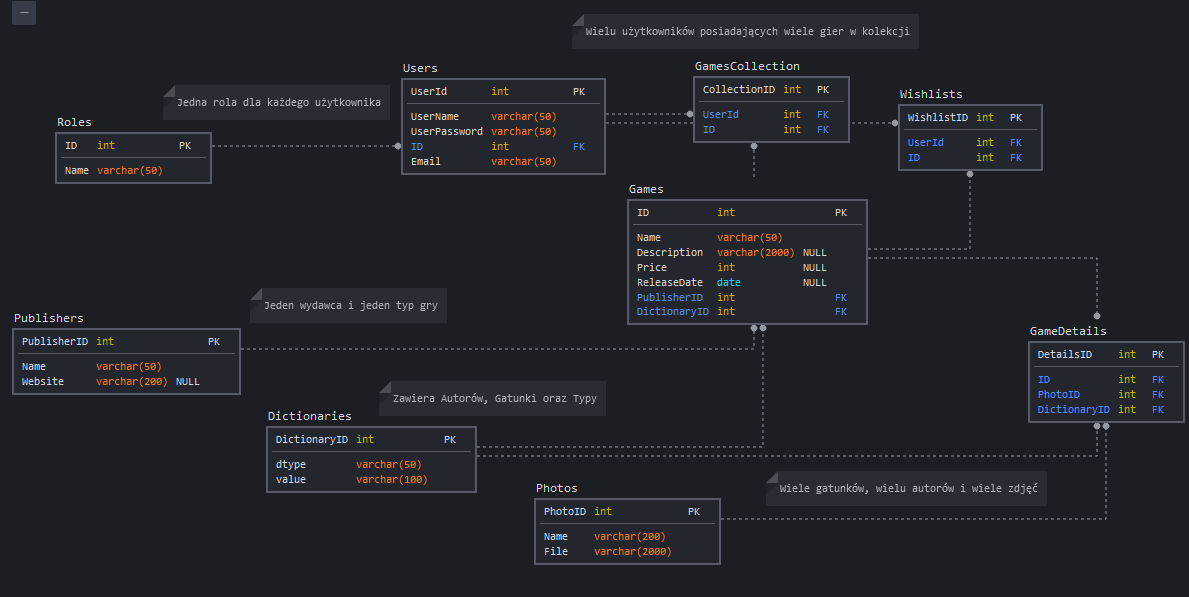 Wielu użytkowników posiadających wiele gier w kolekcji
Jedna rola dla każdego użytkownika
Roles
ID int PK
Name varchar(50)
Users
UserId int PK
UserName varchar(50)
UserPassword varchar(50)
ID int FK
Email varchar(50)
GamesCollection
CollectionID int PK
UserId int FK
ID int FK
Wishlists
WishlistID int PK
UserId int FK
ID int FK
Games
ID int PK
Name varchar(50)
Description varchar(2000) NULL
Price int NULL
ReleaseDate date NULL
PublisherID int FK
DictionaryID int FK
Jeden wydawca i jeden typ gry
Publishers
PublisherID int PK
Name varchar(50)
Website varchar(200) NULL
GameDetails
DetailsID int PK
ID int FK
PhotoID int FK
DictionaryID int FK
Zawiera Autorów, Gatunki oraz Typy
Dictionaries
DictionaryID int PK
dtype varchar(50)
value varchar(100)
Wiele gatunków, wielu autorów i wiele zdjęć
Photos
PhotoID int PK
Name varchar(200)
File varchar(2000)